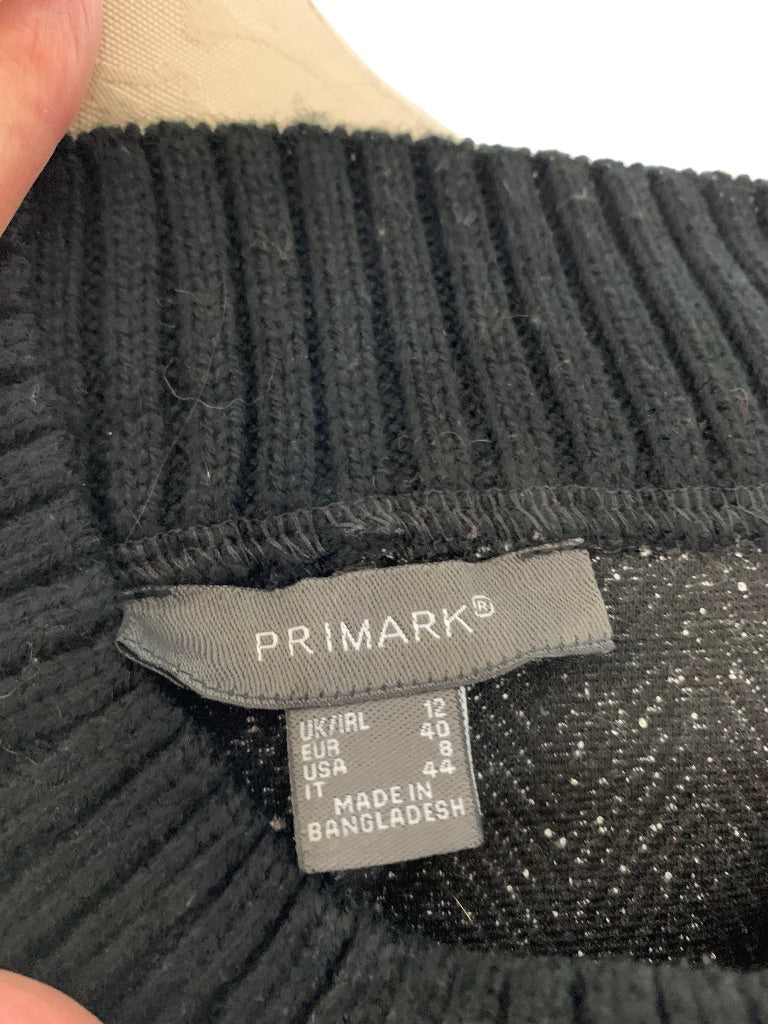 PRIMARK®
UK/IRL 12
EUR 40
USA 8
IT 44
MADE IN
BANGLADESH